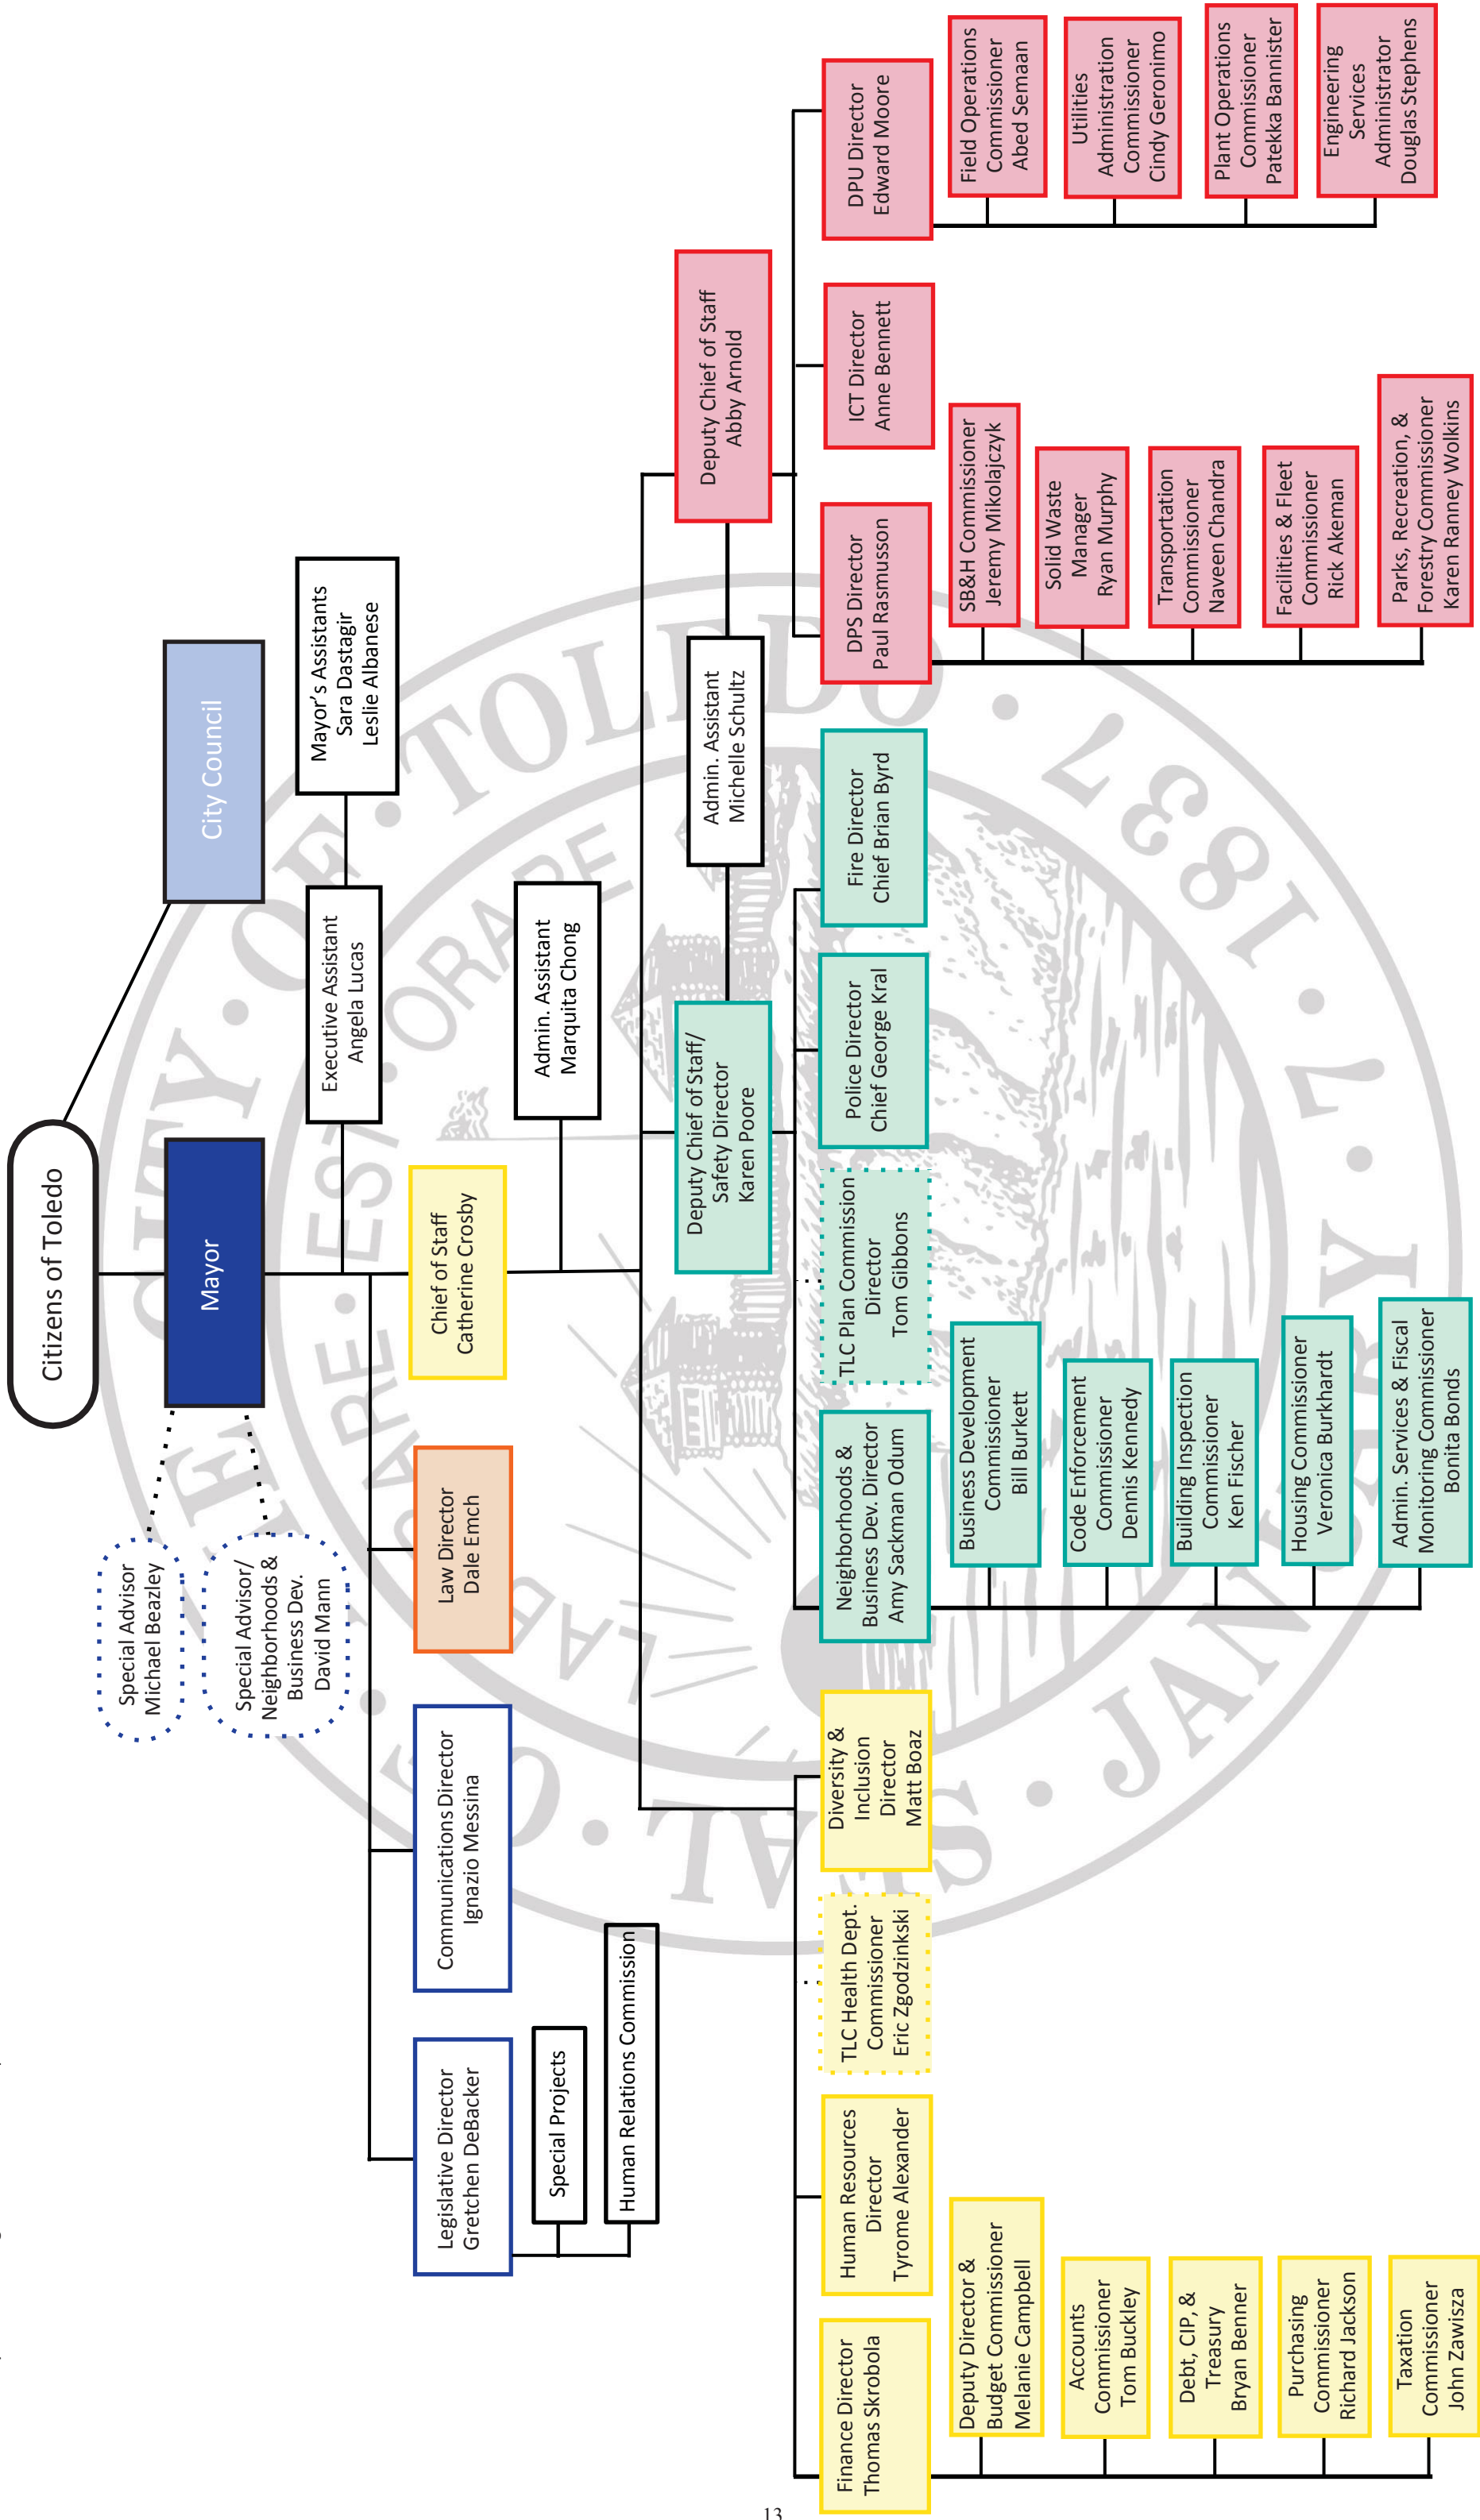 Citizens of Toledo
Mayor
City Council
Special Advisor
Michael Beazley
Special Advisor/
Neighborhoods &
Business Dev.
David Mann
Executive Assistant
Angela Lucas
Mayor's Assistants
Sara Dastagir
Leslie Albanese
Legislative Director
Gretchen DeBacker
Communications Director
Ignazio Messina
Law Director
Dale Emch
Chief of Staff
Catherine Crosby
Special Projects
Human Relations Commission
Admin. Assistant
Marquita Chong
Deputy Chief of Staff/
Safety Director
Karen Poore
Admin. Assistant
Michelle Schultz
Deputy Chief of Staff
Abby Arnold
Finance Director
Thomas Skrobola
Human Resources
Director
Tyrome Alexander
TLC Health Dept.
Commissioner
Eric Zgodzinkski
Diversity &
Inclusion
Director
Matt Boaz
Neighborhoods &
Business Dev. Director
Amy Sackman Odum
TLC Plan Commission
Director
Tom Gibbons
Police Director
Chief George Kral
Fire Director
Chief Brian Byrd
DPS Director
Paul Rasmusson
ICT Director
Anne Bennett
DPU Director
Edward Moore
Deputy Director &
Budget Commissioner
Melanie Campbell
Accounts
Commissioner
Tom Buckley
Debt, CIP, &
Treasury
Bryan Benner
Purchasing
Commissioner
Richard Jackson
Taxation
Commissioner
John Zawisza
Business Development
Commissioner
Bill Burkett
Code Enforcement
Commissioner
Dennis Kennedy
Building Inspection
Commissioner
Ken Fischer
Housing Commissioner
Veronica Burkhardt
Admin. Services & Fiscal
Monitoring Commissioner
Bonita Bonds
SB&H Commissioner
Jeremy Mikolajczyk
Solid Waste
Manager
Ryan Murphy
Transportation
Commissioner
Naveen Chandra
Facilities & Fleet
Commissioner
Rick Akeman
Parks, Recreation, &
Forestry Commissioner
Karen Ranney Wolkins
Field Operations
Commissioner
Abed Semaan
Utilities
Administration
Commissioner
Cindy Geronimo
Plant Operations
Commissioner
Patekka Bannister
Engineering
Services
Administrator
Douglas Stephens
CITY · OF · TOLEDO ·
SEAL · OF
JANUARY · 7 · 1837 ·
EST · ORARE
LABORARE
13